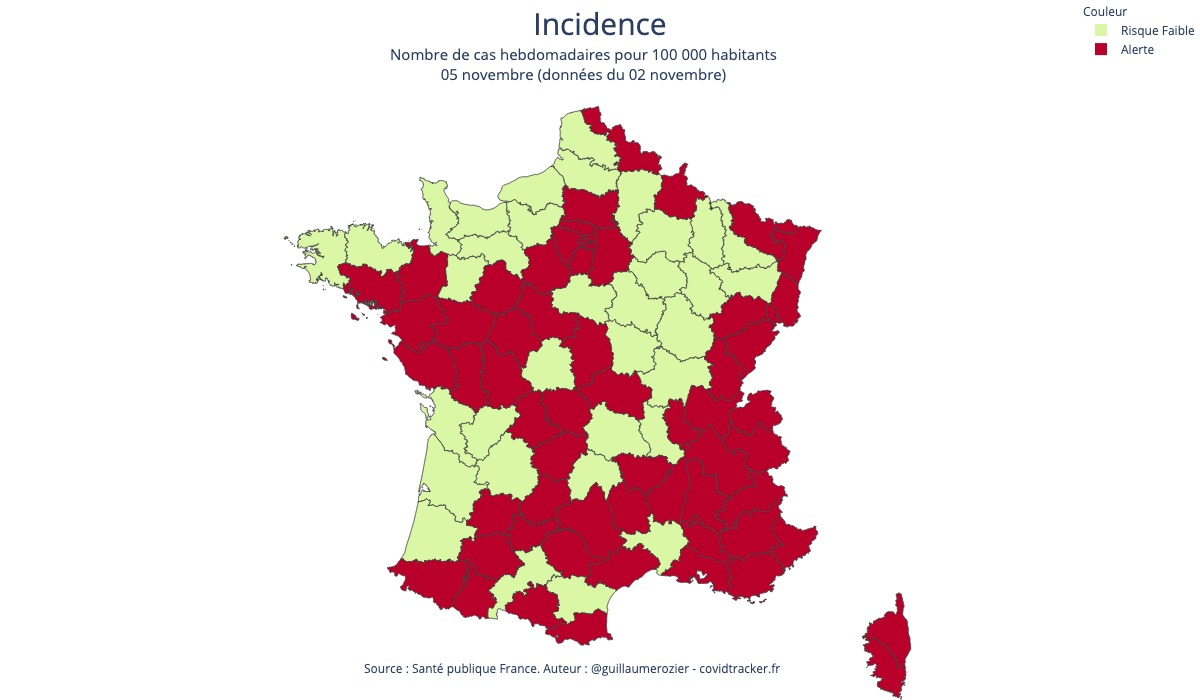 Incidence
Nombre de cas hebdomadaires pour 100 000 habitants
05 novembre (données du 02 novembre)
Couleur
Risque Faible
Alerte
Source : Santé publique France. Auteur : @guillaumerozier - covidtracker.fr